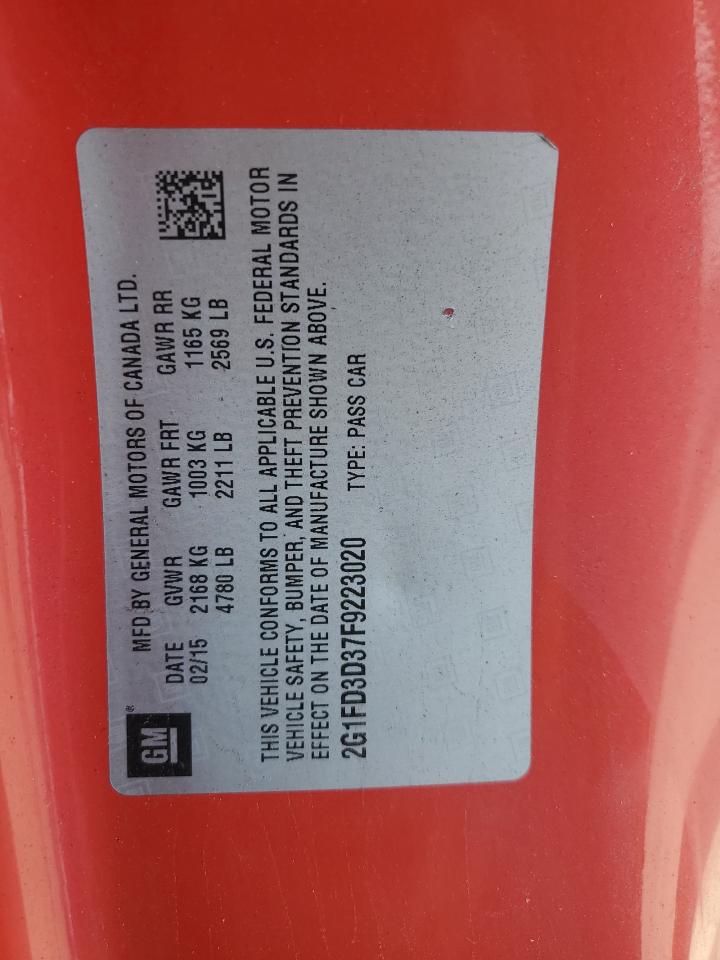 GM®
MFD BY GENERAL MOTORS OF CANADA LTD.
DATE GVWR GAWR FRT GAWR RR
02/15 2168 KG 1003 KG 1165 KG
4780 LB 2211 LB 2569 LB
THIS VEHICLE CONFORMS TO ALL APPLICABLE U.S. FEDERAL MOTOR
VEHICLE SAFETY, BUMPER, AND THEFT PREVENTION STANDARDS IN
EFFECT ON THE DATE OF MANUFACTURE SHOWN ABOVE.
2G1FD3D37F9223020 TYPE: PASS CAR